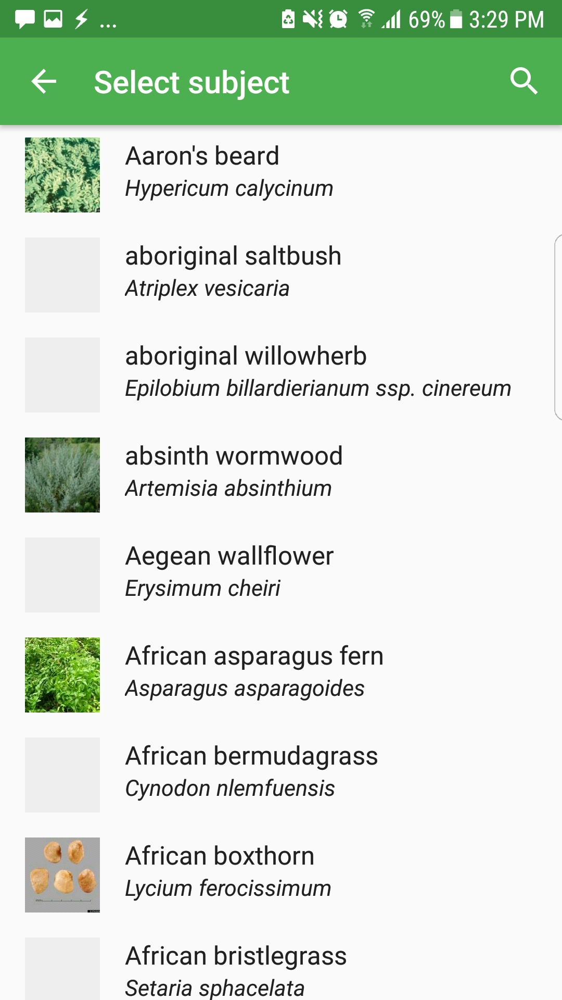 ... 69% 3:29 PM
Select subject
Aaron's beard
Hypericum calycinum
aboriginal saltbush
Atriplex vesicaria
aboriginal willowherb
Epilobium billardierianum ssp. cinereum
absinth wormwood
Artemisia absinthium
Aegean wallflower
Erysimum cheiri
African asparagus fern
Asparagus asparagoides
African bermudagrass
Cynodon nlemfuensis
African boxthorn
Lycium ferocissimum
African bristlegrass
Setaria sphacelata